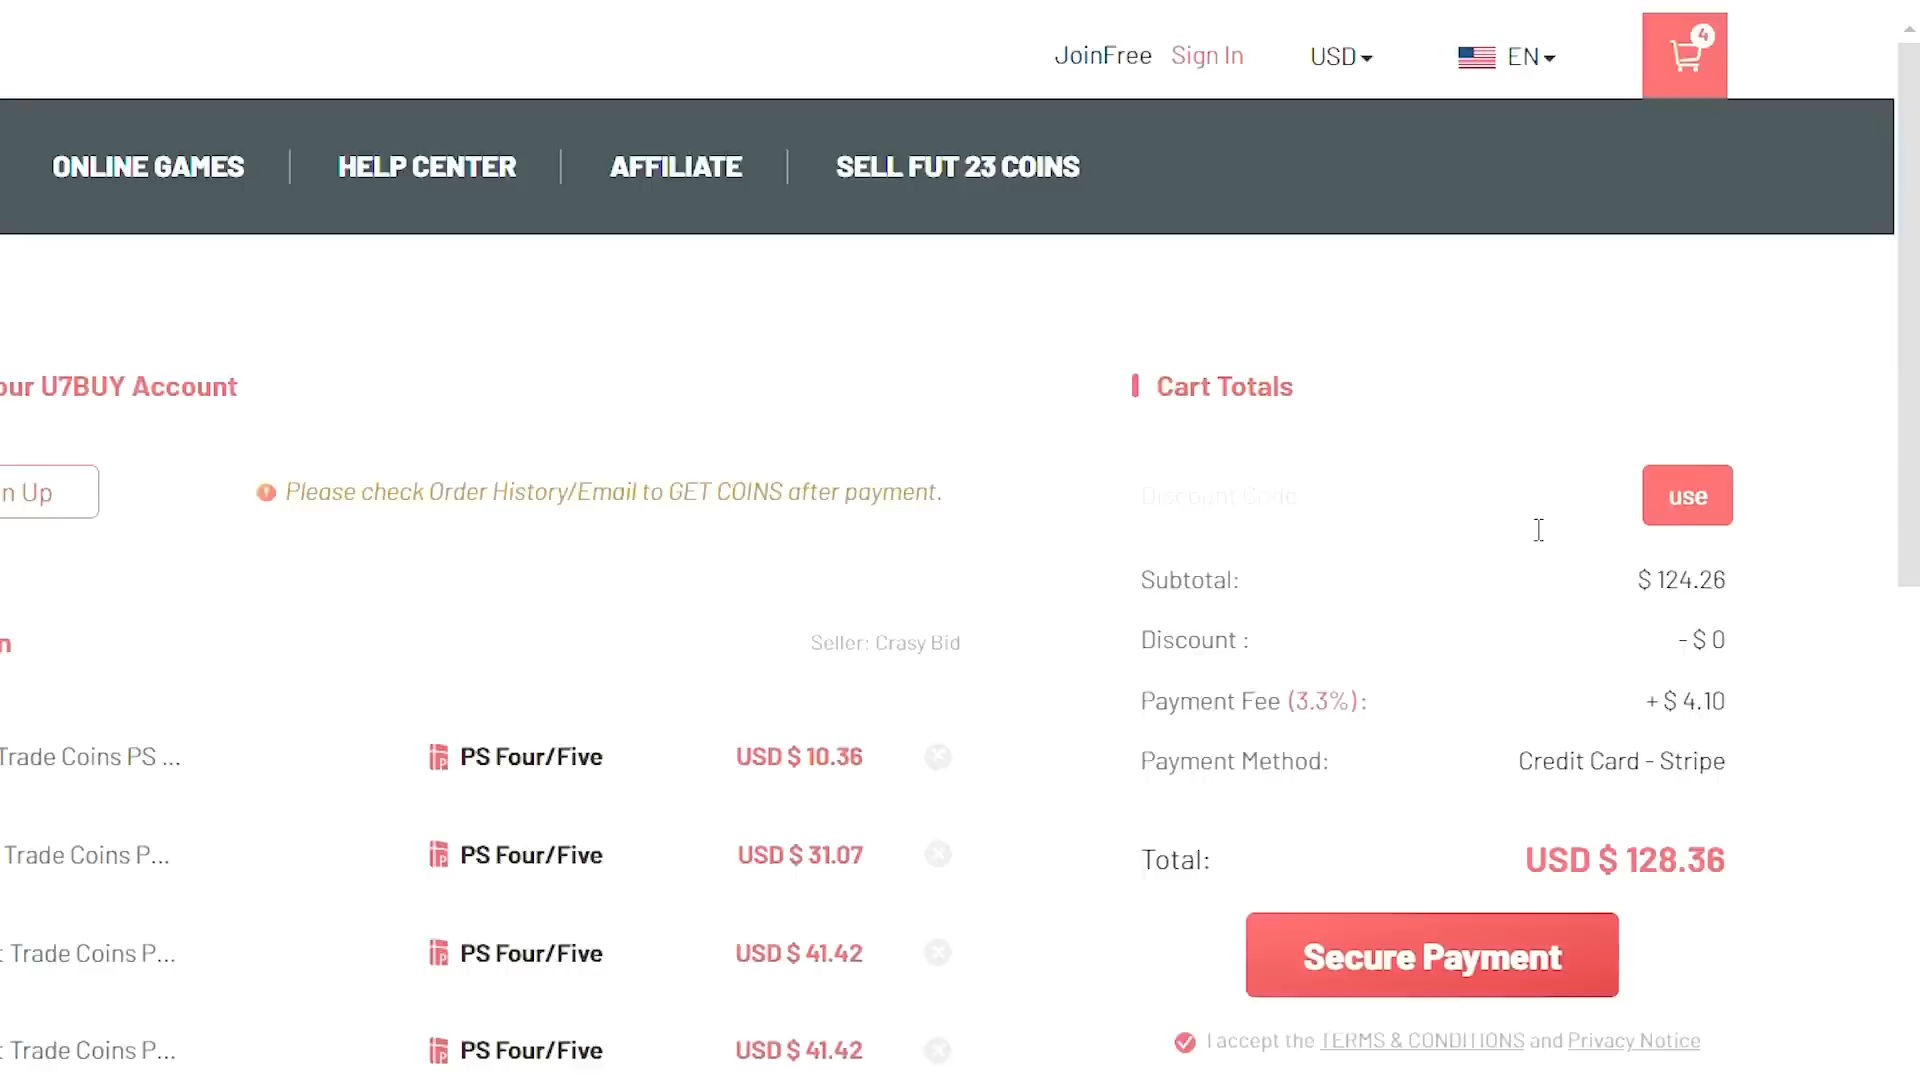 JoinFree Sign In USD EN 4
ONLINE GAMES HELP CENTER AFFILIATE SELL FUT 23 COINS
our U7BUY Account
Cart Totals
n Up
Please check Order History/Email to GET COINS after payment.
Discount Code
use
Subtotal: $ 124.26
Discount : - $ 0
n
Seller: Crasy Bid
Payment Fee (3.3%): + $ 4.10
Trade Coins PS ... PS Four/Five USD $ 10.36
Payment Method: Credit Card - Stripe
Trade Coins P... PS Four/Five USD $ 31.07
Total: USD $ 128.36
t Trade Coins P... PS Four/Five USD $ 41.42
Secure Payment
t Trade Coins P... PS Four/Five USD $ 41.42
I accept the TERMS & CONDITIONS and Privacy Notice